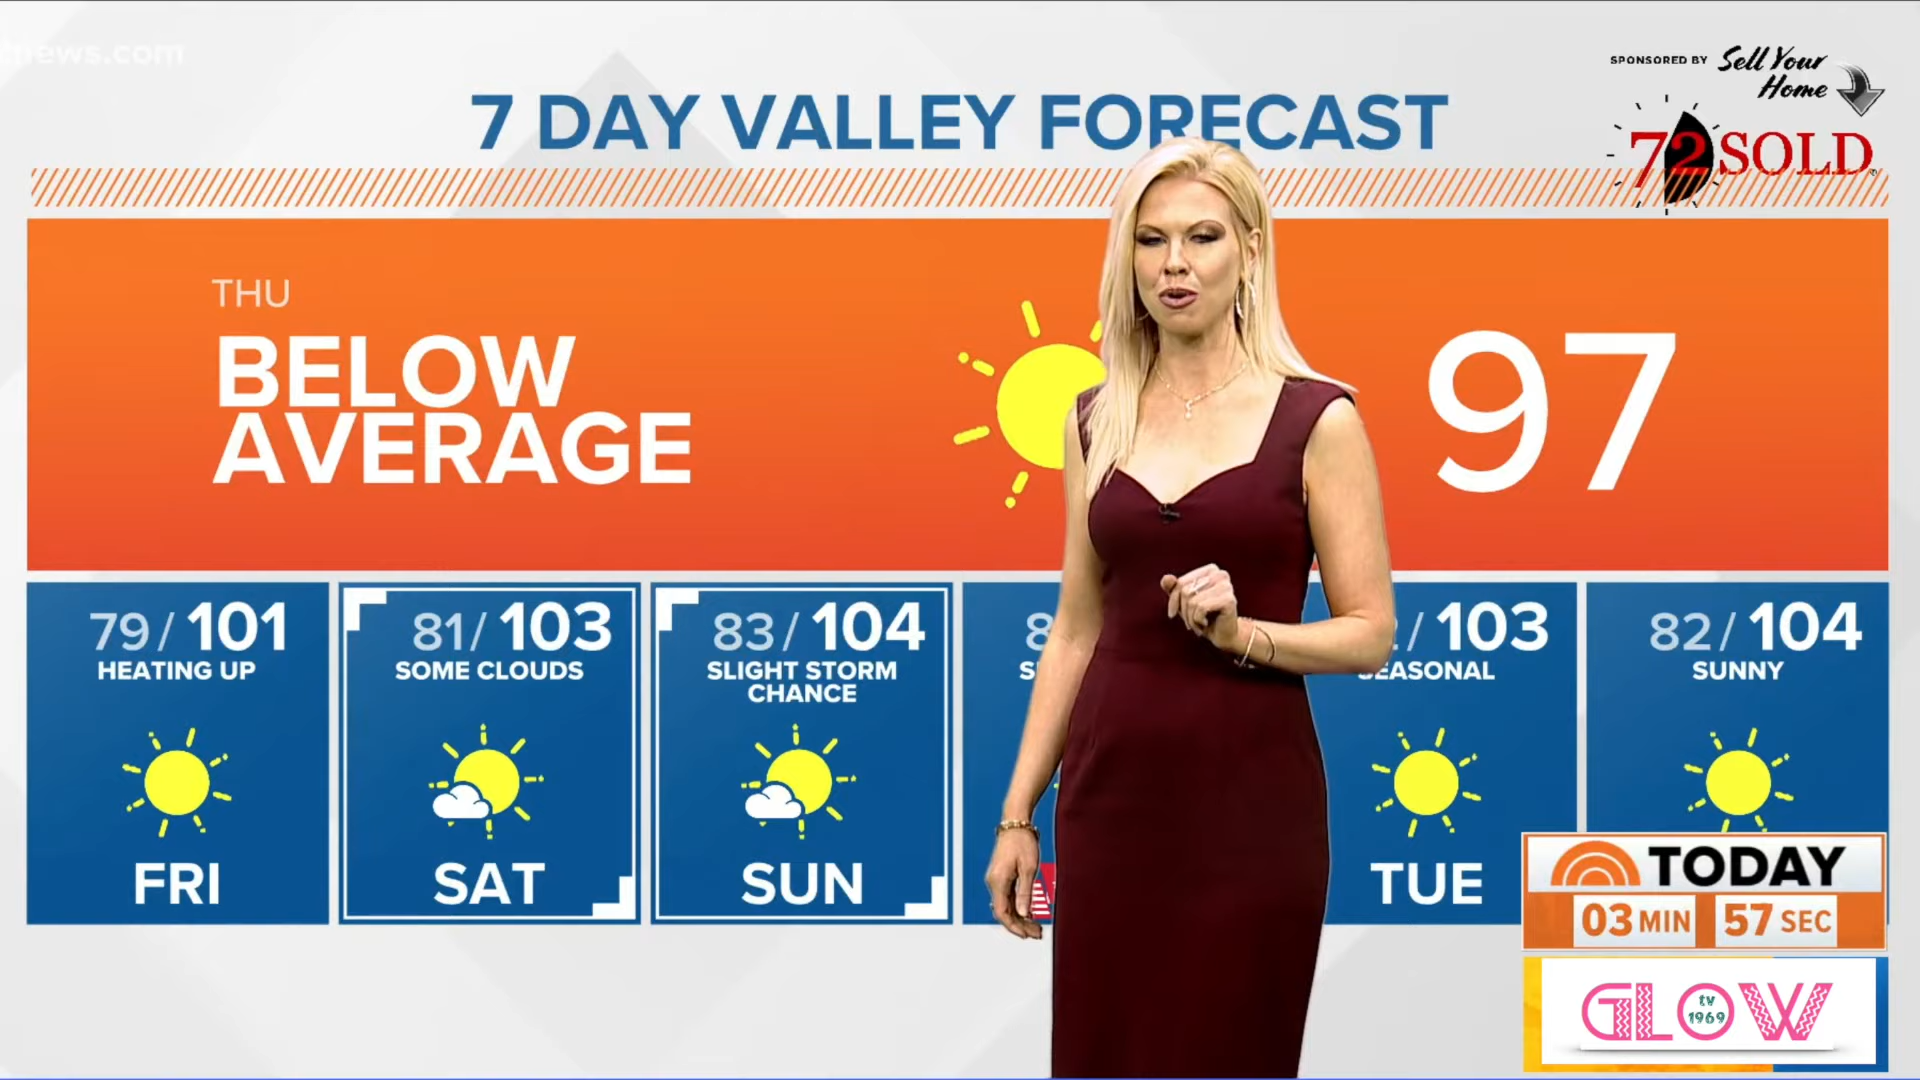 news.com
SPONSORED BY Sell Your
Home
72SOLD
7 DAY VALLEY FORECAST
THU
BELOW
AVERAGE
97
79/101
HEATING UP
FRI
81/103
SOME CLOUDS
SAT
83/104
SLIGHT STORM
CHANCE
SUN
/103
SEASONAL
TUE
82/104
SUNNY
TODAY
03 MIN 57 SEC
GLOW
tv
1969